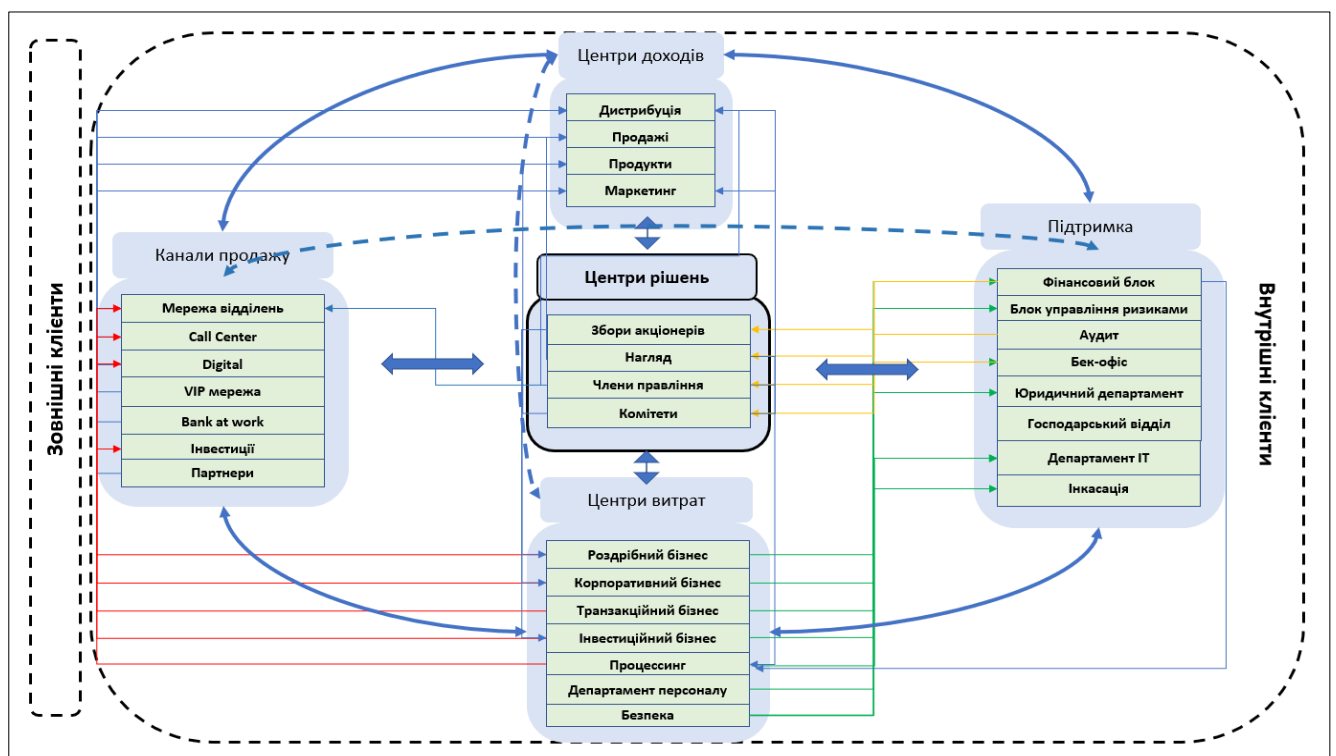 Зовнішні клієнти
Центри доходів
Дистрибуція
Продажі
Продукти
Маркетинг
Канали продажу
Мережа відділень
Call Center
Digital
VIP мережа
Bank at work
Інвестиції
Партнери
Центри рішень
Збори акціонерів
Нагляд
Члени правління
Комітети
Підтримка
Фінансовий блок
Блок управління ризиками
Аудит
Бек-офіс
Юридичний департамент
Господарський відділ
Департамент ІТ
Інкасація
Центри витрат
Роздрібний бізнес
Корпоративний бізнес
Транзакційний бізнес
Інвестиційний бізнес
Процессинг
Департамент персоналу
Безпека
Внутрішні клієнти